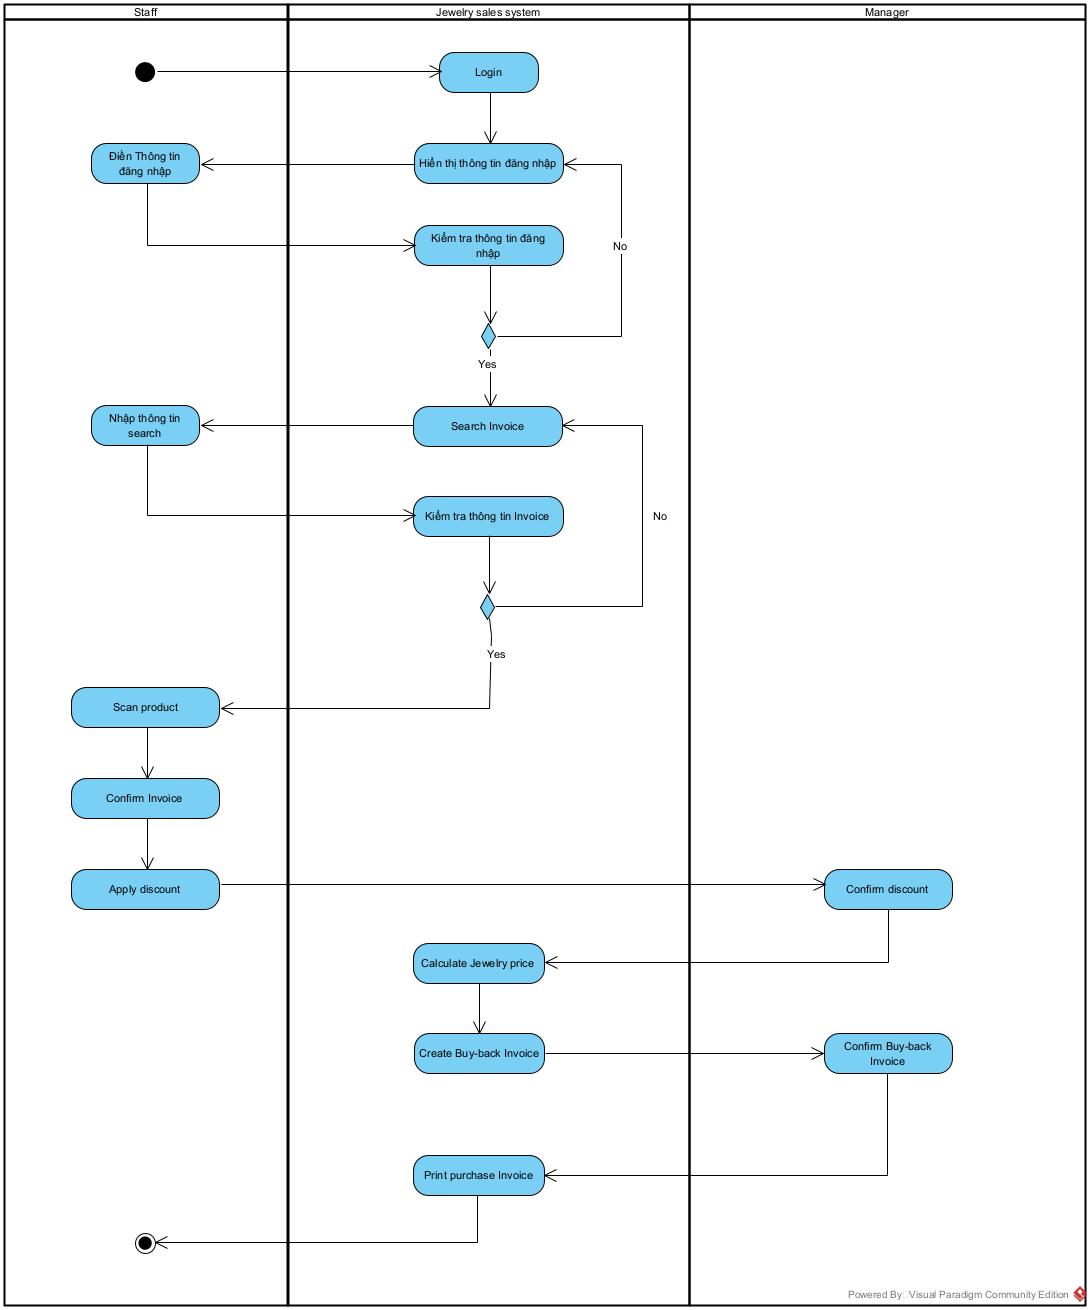 Staff
Jewelry sales system
Manager
Login
Điền Thông tin
đăng nhập
Hiển thị thông tin đăng nhập
Kiểm tra thông tin đăng
nhập
No
Yes
Nhập thông tin
search
Search Invoice
Kiểm tra thông tin Invoice
No
Yes
Scan product
Confirm Invoice
Apply discount
Confirm discount
Calculate Jewelry price
Create Buy-back Invoice
Confirm Buy-back
Invoice
Print purchase Invoice
Powered By Visual Paradigm Community Edition